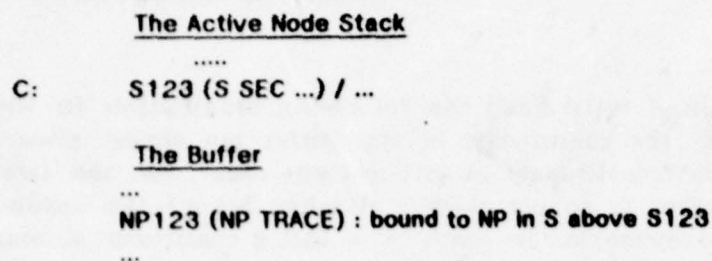 The Active Node Stack
.....
C: S123 (S SEC ...) / ...
The Buffer
...
NP123 (NP TRACE) : bound to NP in S above S123
...